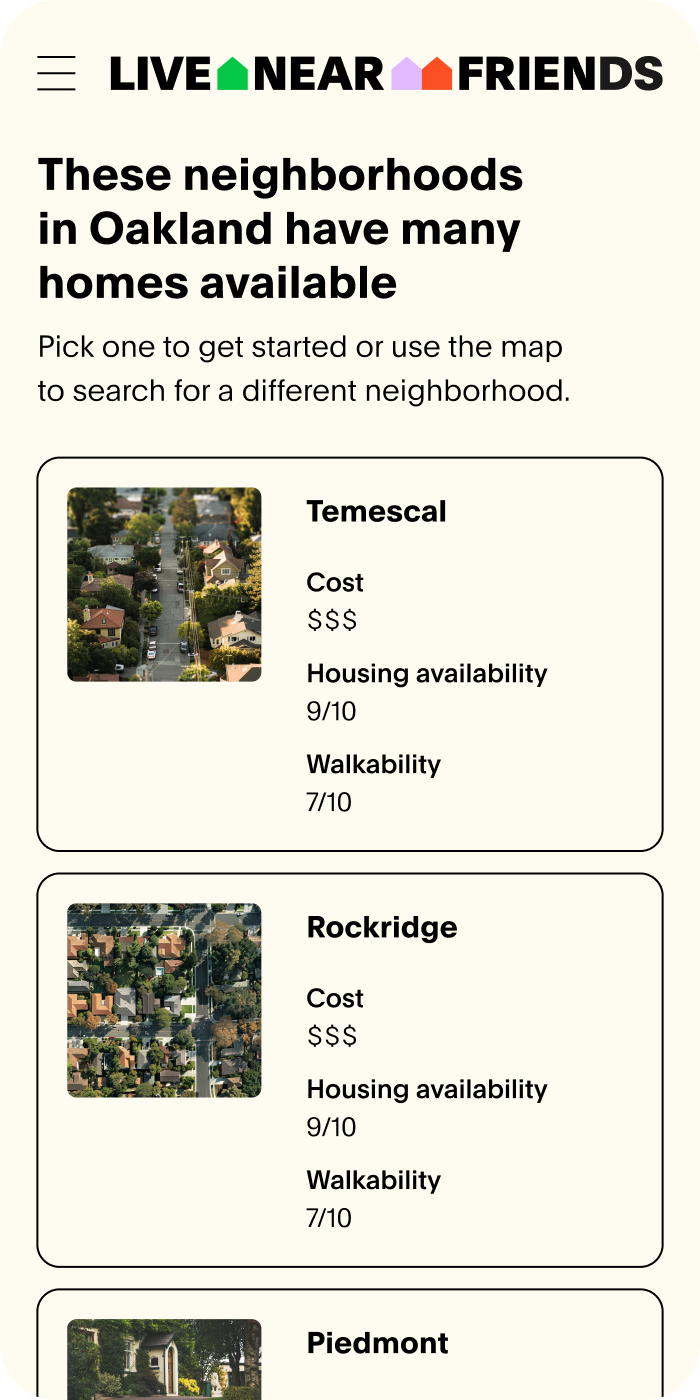 LIVE NEAR FRIENDS
These neighborhoods
in Oakland have many
homes available
Pick one to get started or use the map
to search for a different neighborhood.
Temescal
Cost
$$$
Housing availability
9/10
Walkability
7/10
Rockridge
Cost
$$$
Housing availability
9/10
Walkability
7/10
Piedmont